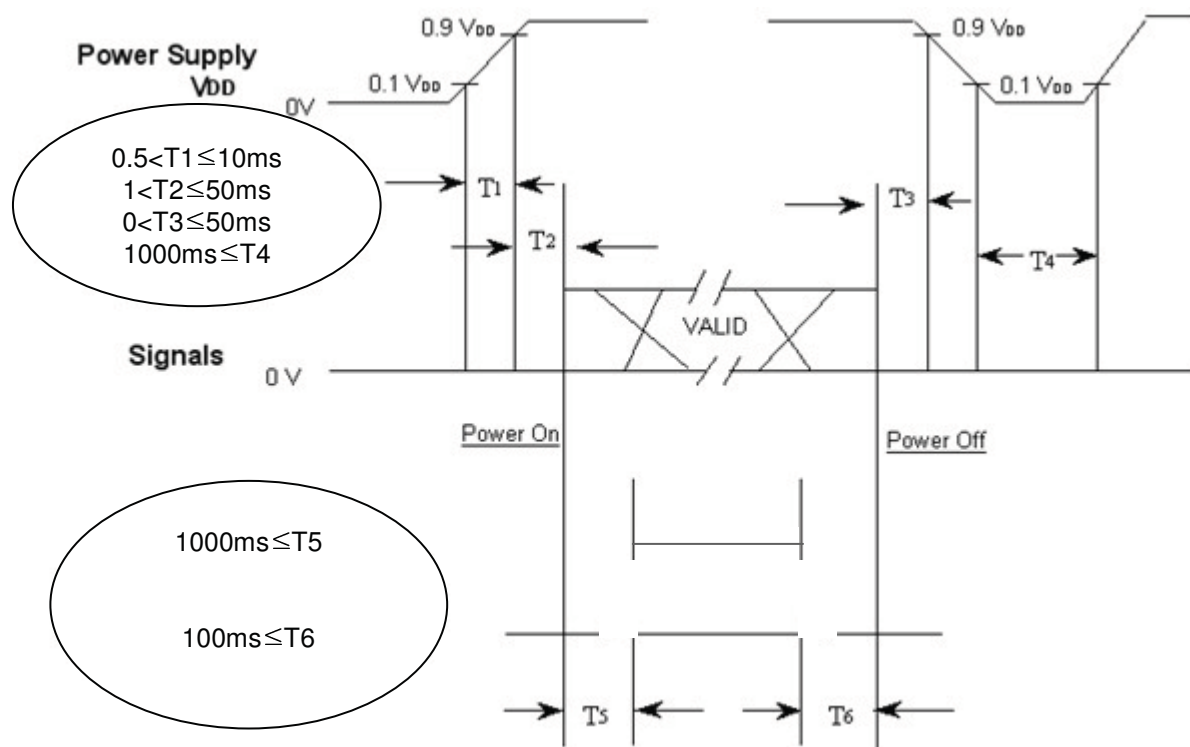 0.9 VDD
0.9 VDD
Power Supply
VDD
0.1 VDD
0.1 VDD
0V
0.5<T1≦10ms
1<T2≦50ms
0<T3≦50ms
1000ms≦T4
T1
T3
T2
T4
VALID
Signals
0 V
Power On
Power Off
1000ms≦T5
100ms≦T6
T5
T6